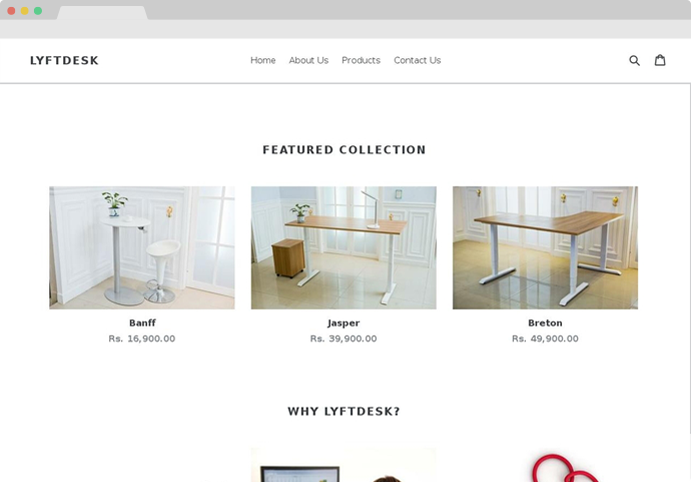 LYFTDESK
Home About Us Products Contact Us
FEATURED COLLECTION
Banff
Rs. 16,900.00
Jasper
Rs. 39,900.00
Breton
Rs. 49,900.00
WHY LYFTDESK?